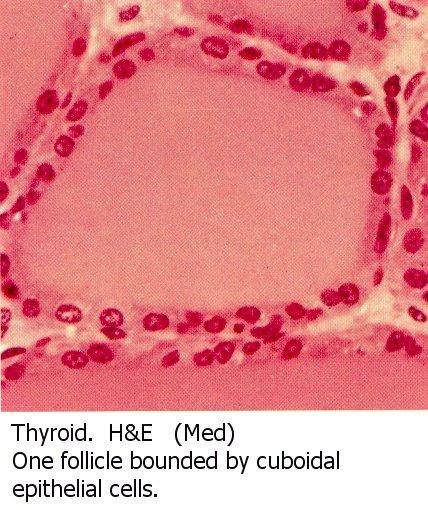 Thyroid.  H&E   (Med)
One follicle bounded by cuboidal
epithelial cells.